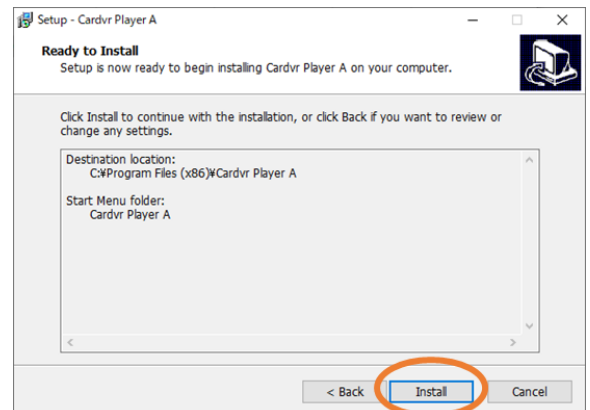 Setup - Cardvr Player A
Ready to Install
Setup is now ready to begin installing Cardvr Player A on your computer.
Click Install to continue with the installation, or click Back if you want to review or
change any settings.
Destination location:
C:¥Program Files (x86)¥Cardvr Player A
Start Menu folder:
Cardvr Player A
< Back
Install
Cancel